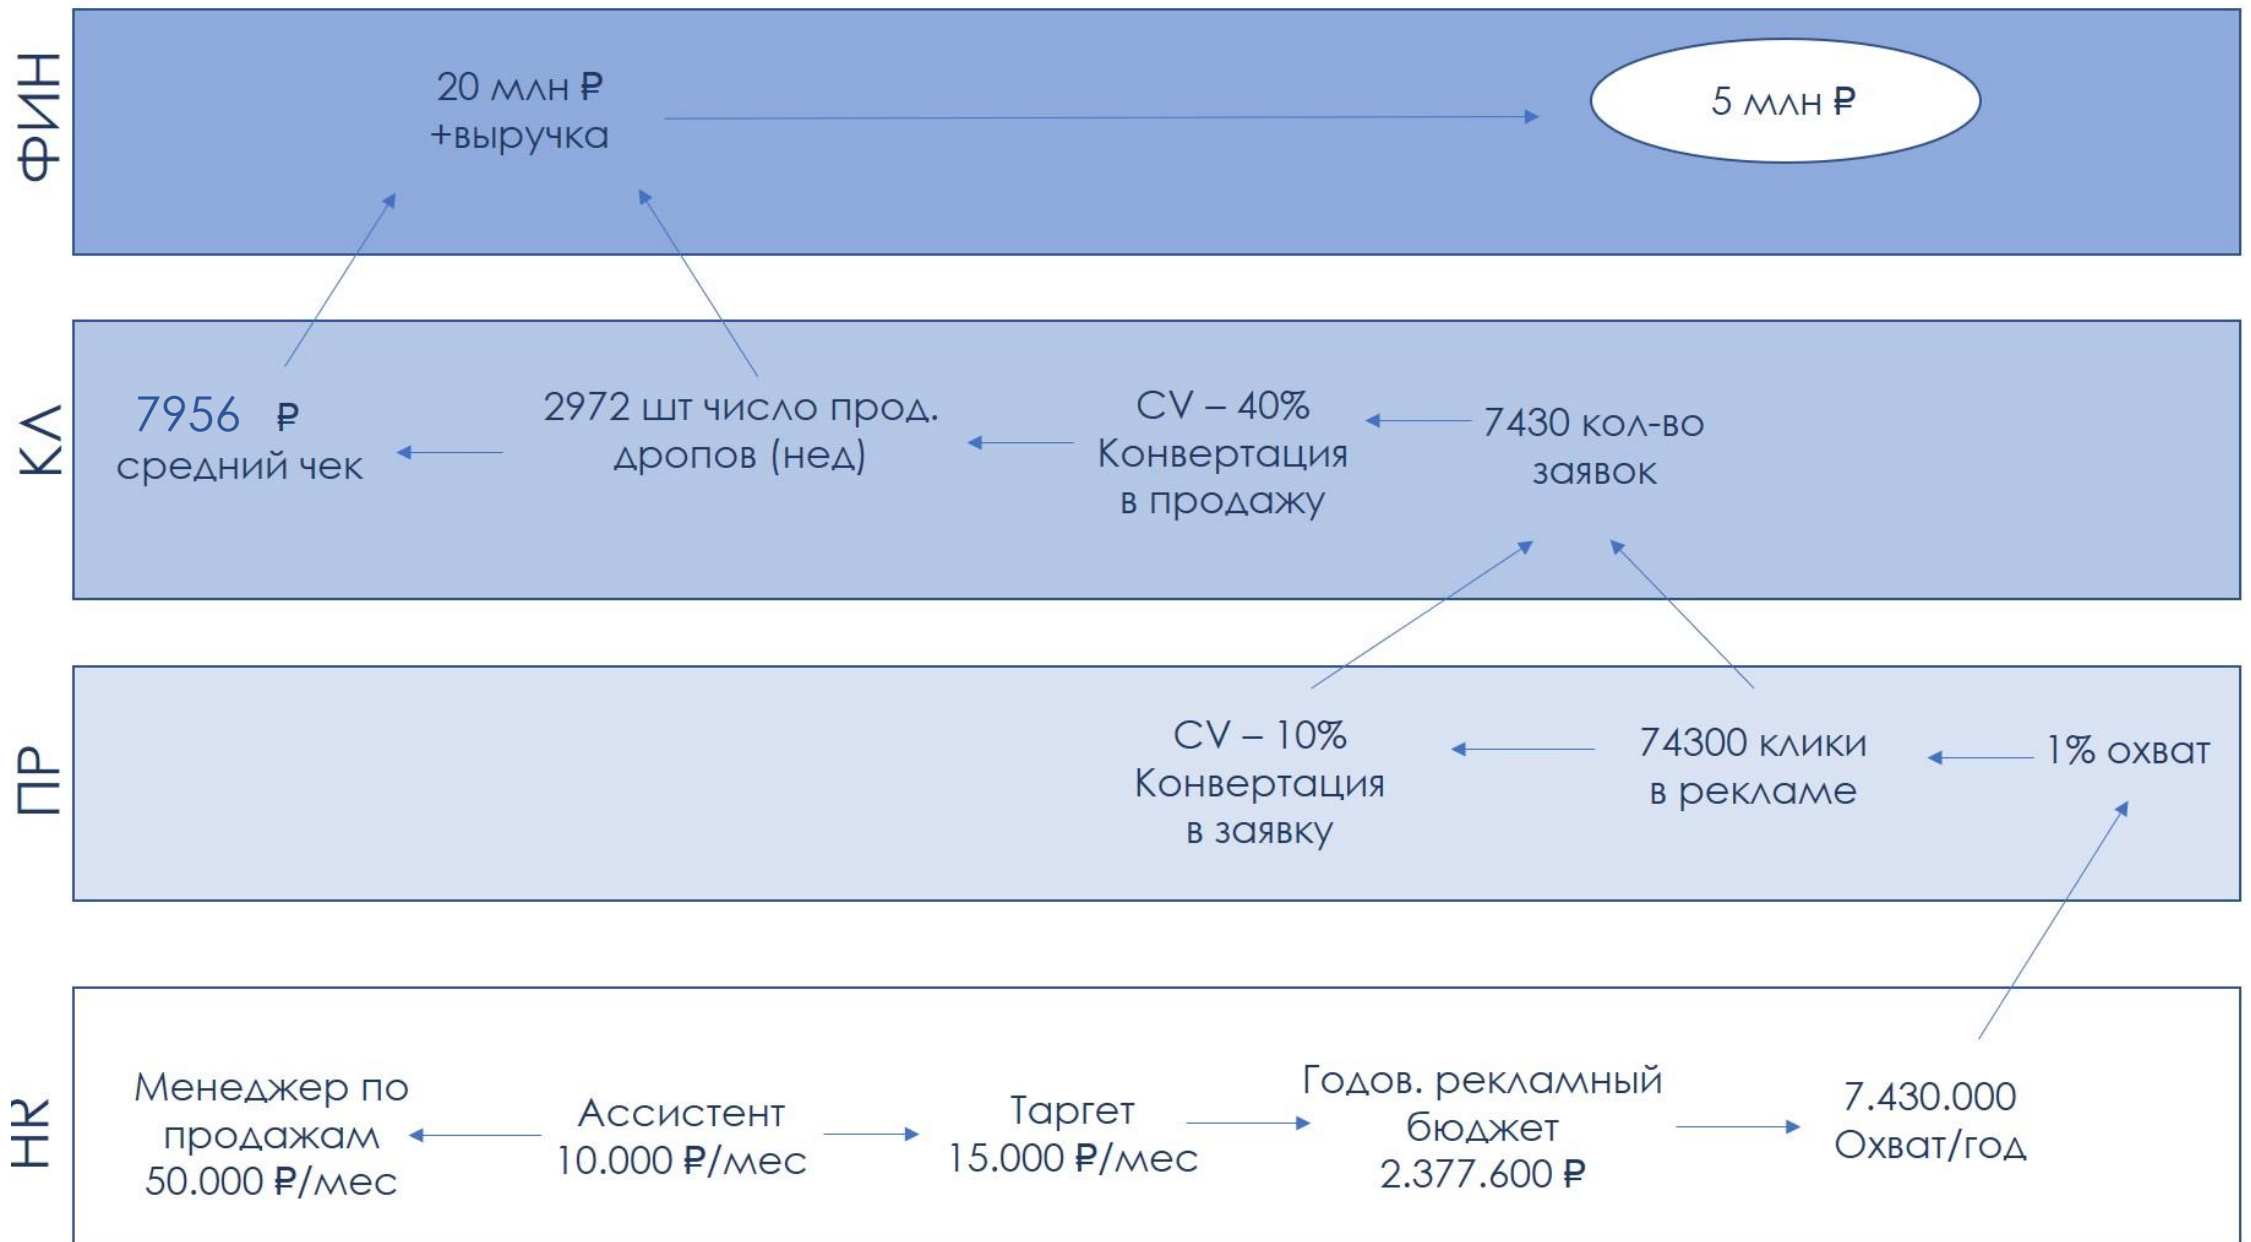 ФИН
20 млн ₽
+выручка
5 млн ₽
КЛ
7956 ₽
средний чек
2972 шт число прод.
дропов (нед)
CV – 40%
Конвертация
в продажу
7430 кол-во
заявок
ПР
CV – 10%
Конвертация
в заявку
74300 клики
в рекламе
1% охват
HR
Менеджер по
продажам
50.000 ₽/мес
Ассистент
10.000 ₽/мес
Таргет
15.000 ₽/мес
Годов. рекламный
бюджет
2.377.600 ₽
7.430.000
Охват/год